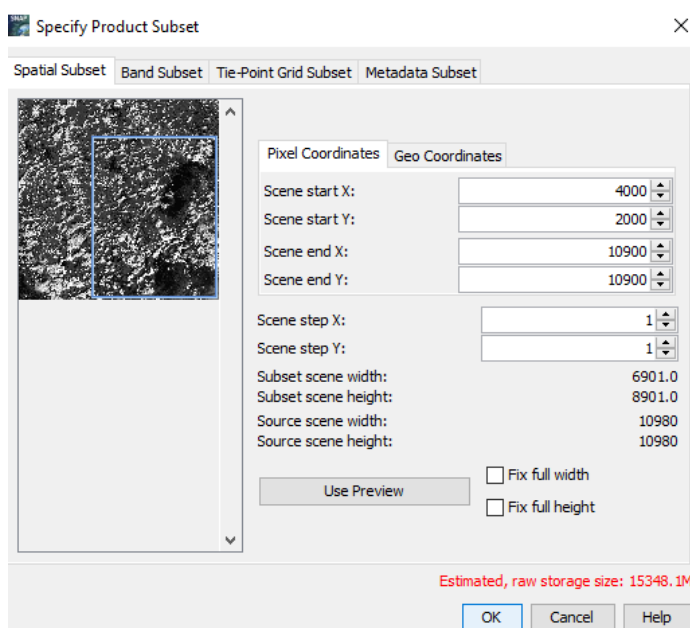 SNAP
Specify Product Subset
Spatial Subset Band Subset Tie-Point Grid Subset Metadata Subset
Pixel Coordinates Geo Coordinates
Scene start X: 4000
Scene start Y: 2000
Scene end X: 10900
Scene end Y: 10900
Scene step X: 1
Scene step Y: 1
Subset scene width: 6901.0
Subset scene height: 8901.0
Source scene width: 10980
Source scene height: 10980
Use Preview
Fix full width
Fix full height
Estimated, raw storage size: 15348.1M
OK Cancel Help